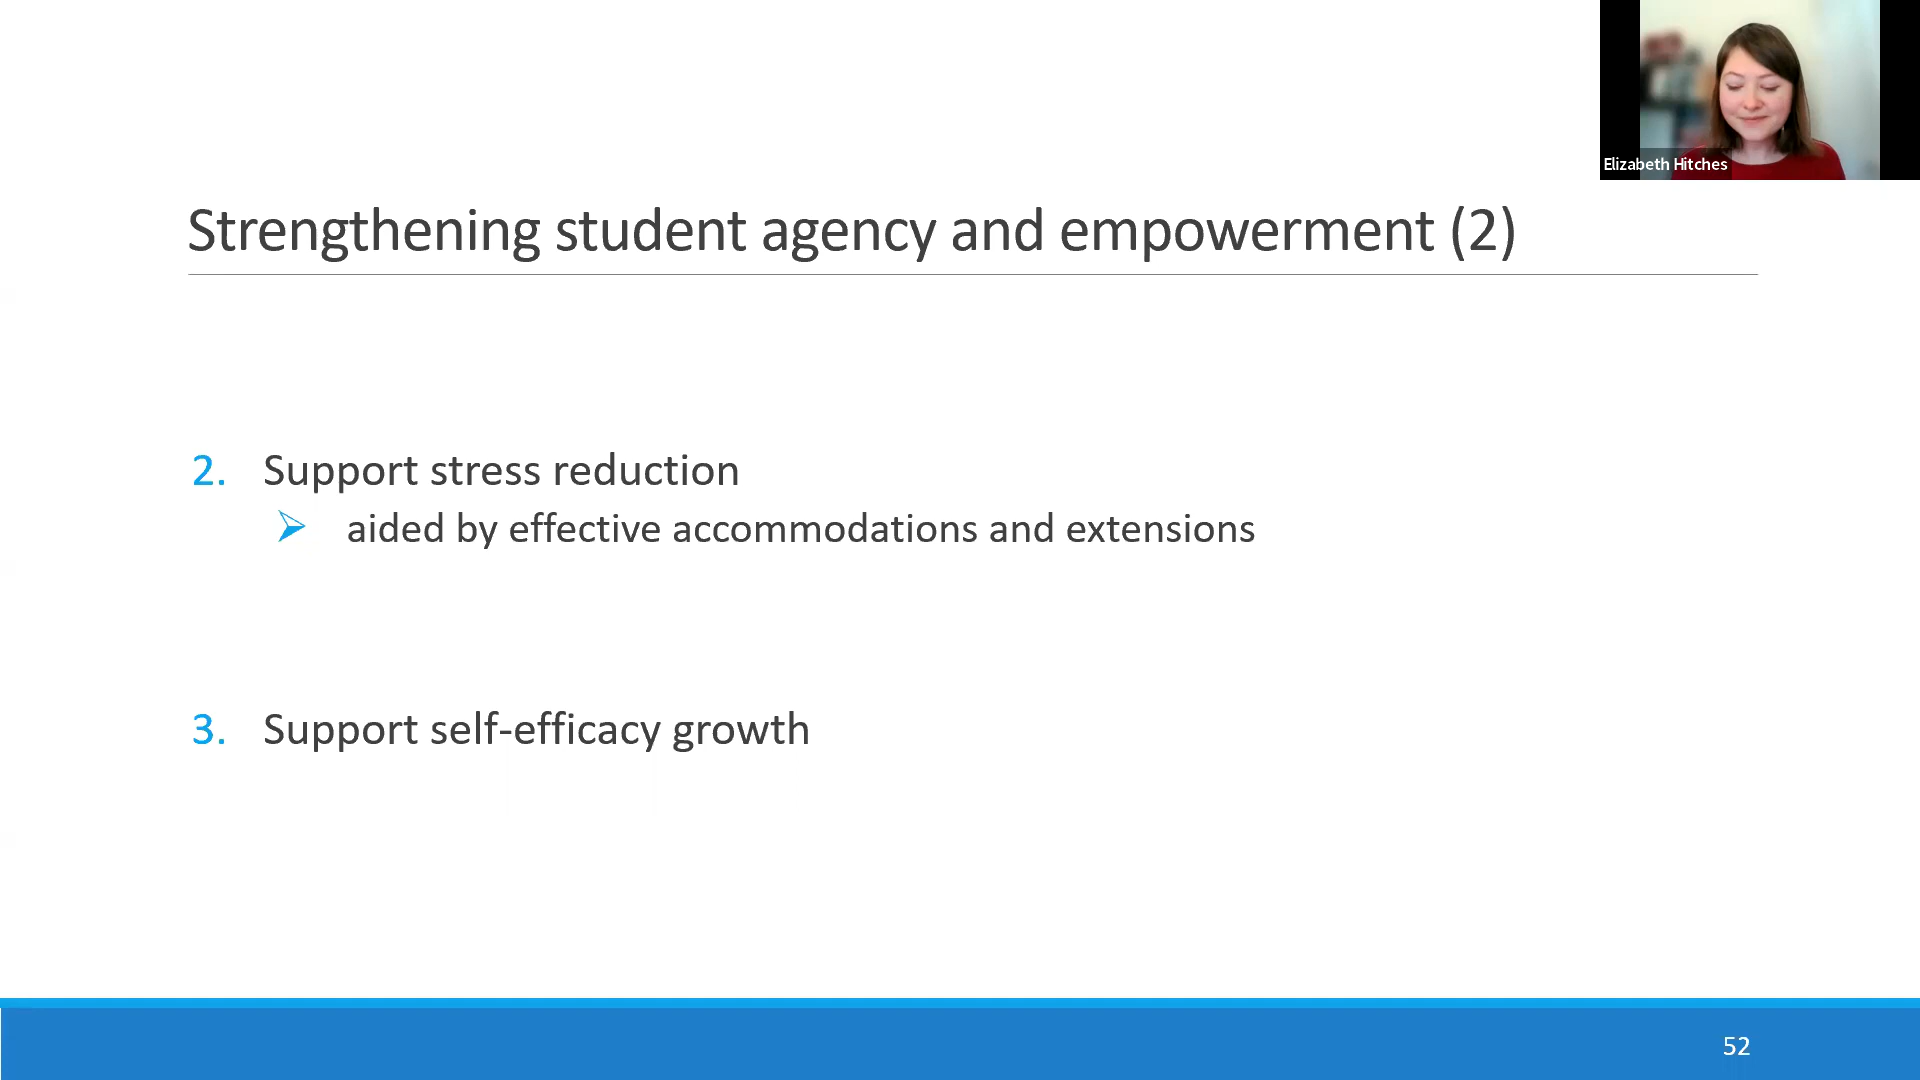 Elizabeth Hitches
Strengthening student agency and empowerment (2)
2. Support stress reduction
➢ aided by effective accommodations and extensions
3. Support self-efficacy growth
52